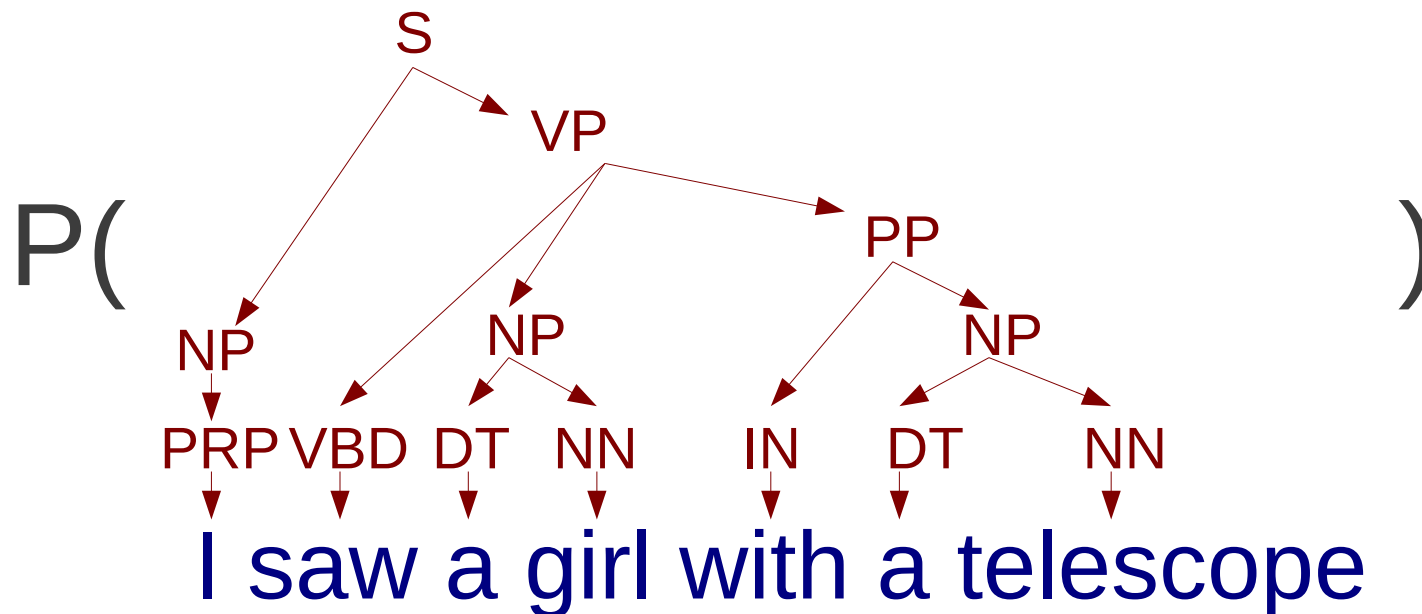 S
VP
P( )
PP
NP NP
NP
PRP VBD DT NN IN DT NN
I saw a girl with a telescope